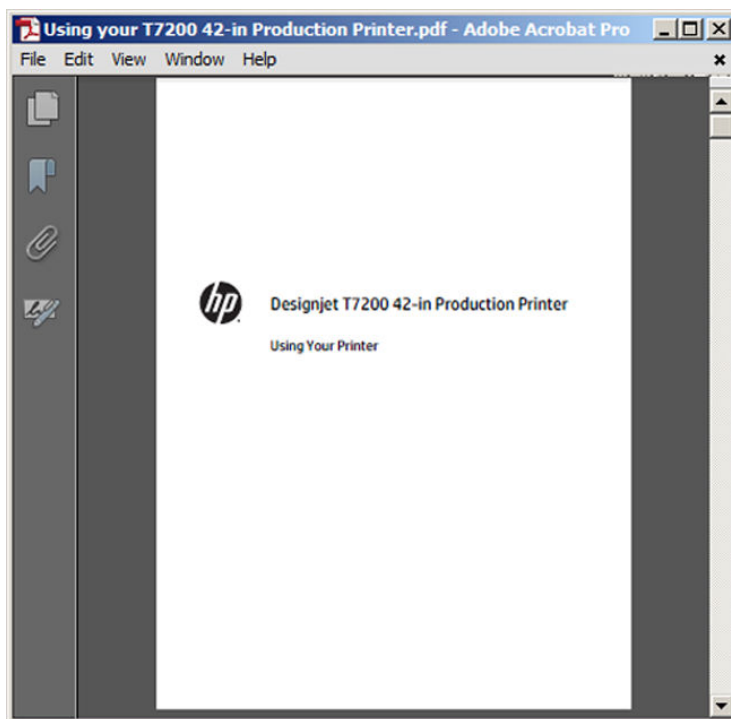 Using your T7200 42-in Production Printer.pdf - Adobe Acrobat Pro
File Edit View Window Help
hp
Designjet T7200 42-in Production Printer
Using Your Printer